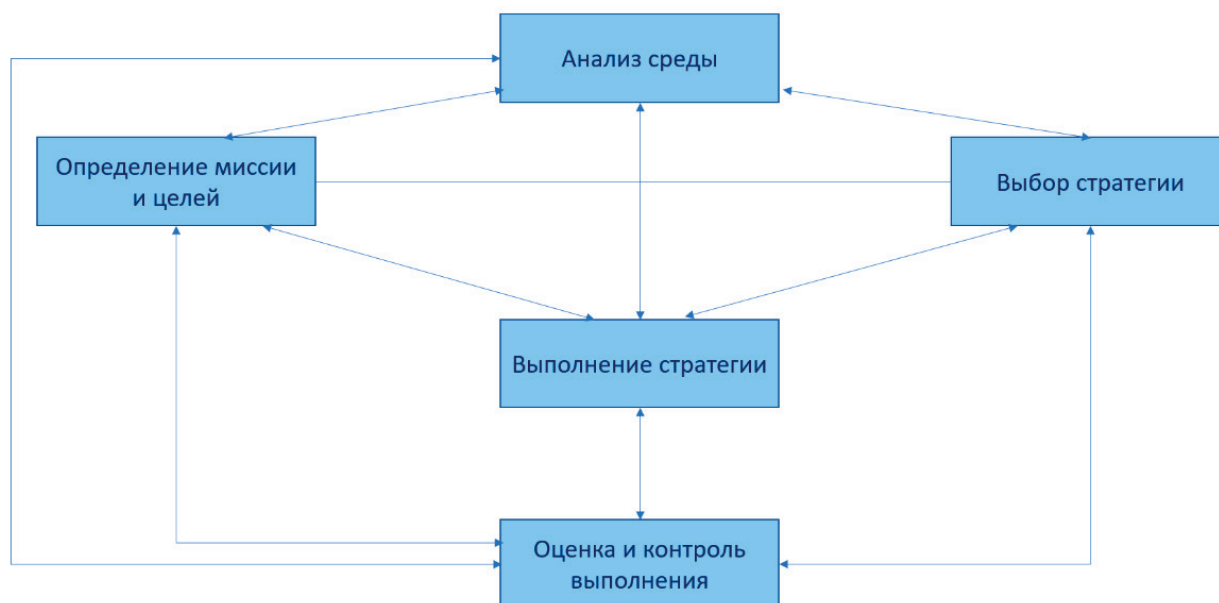 Анализ среды
Определение миссии
и целей
Выбор стратегии
Выполнение стратегии
Оценка и контроль
выполнения